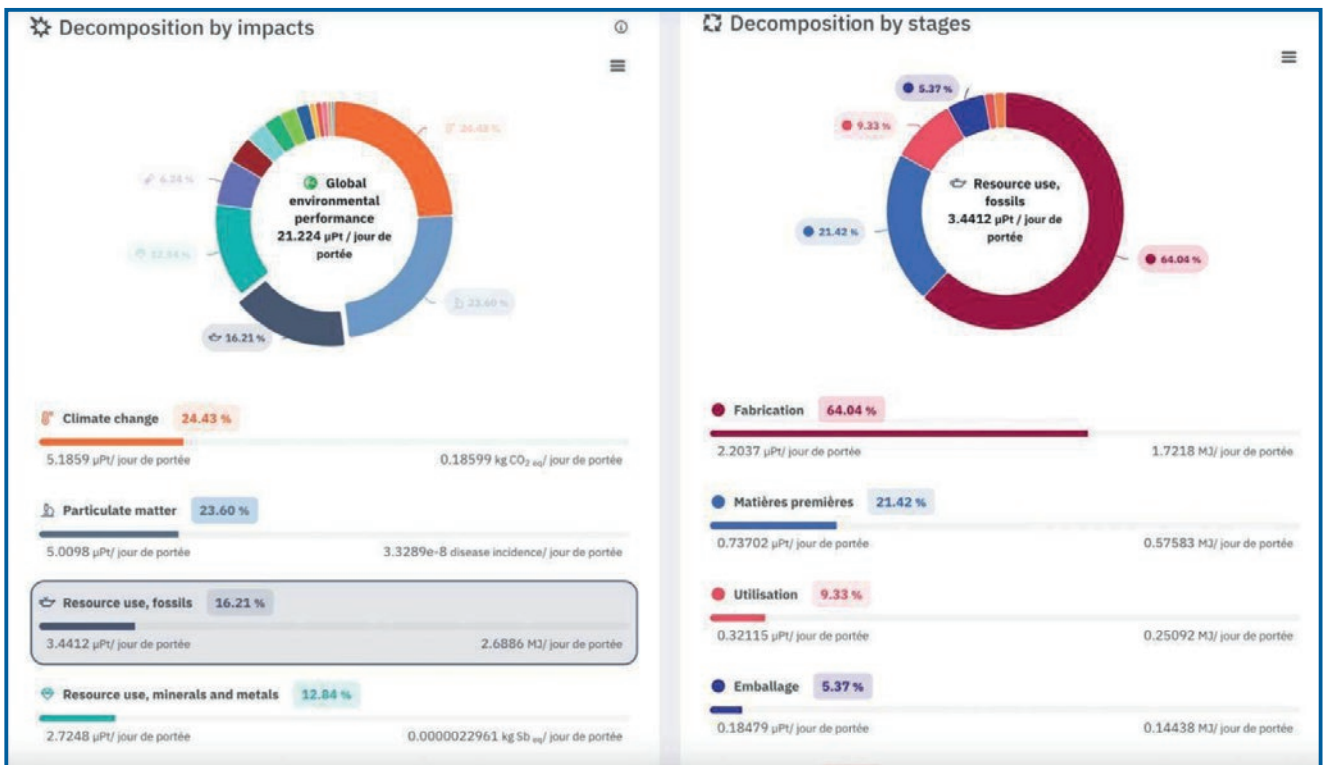 Decomposition by impacts
24.43 %
6.24 %
Global
environmental
performance
21.224 µPt / jour de
portée
12.84 %
23.60 %
16.21 %
Climate change 24.43 %
5.1859 µPt/ jour de portée 0.18599 kg CO2 eq/ jour de portée
Particulate matter 23.60 %
5.0098 µPt/ jour de portée 3.3289e-8 disease incidence/ jour de portée
Resource use, fossils 16.21 %
3.4412 µPt/ jour de portée 2.6886 MJ/ jour de portée
Resource use, minerals and metals 12.84 %
2.7248 µPt/ jour de portée 0.0000022961 kg Sb eq/ jour de portée
Decomposition by stages
5.37 %
9.33 %
Resource use,
fossils
3.4412 µPt / jour de
portée
21.42 %
64.04 %
Fabrication 64.04 %
2.2037 µPt/ jour de portée 1.7218 MJ/ jour de portée
Matières premières 21.42 %
0.73702 µPt/ jour de portée 0.57583 MJ/ jour de portée
Utilisation 9.33 %
0.32115 µPt/ jour de portée 0.25092 MJ/ jour de portée
Emballage 5.37 %
0.18479 µPt/ jour de portée 0.14438 MJ/ jour de portée